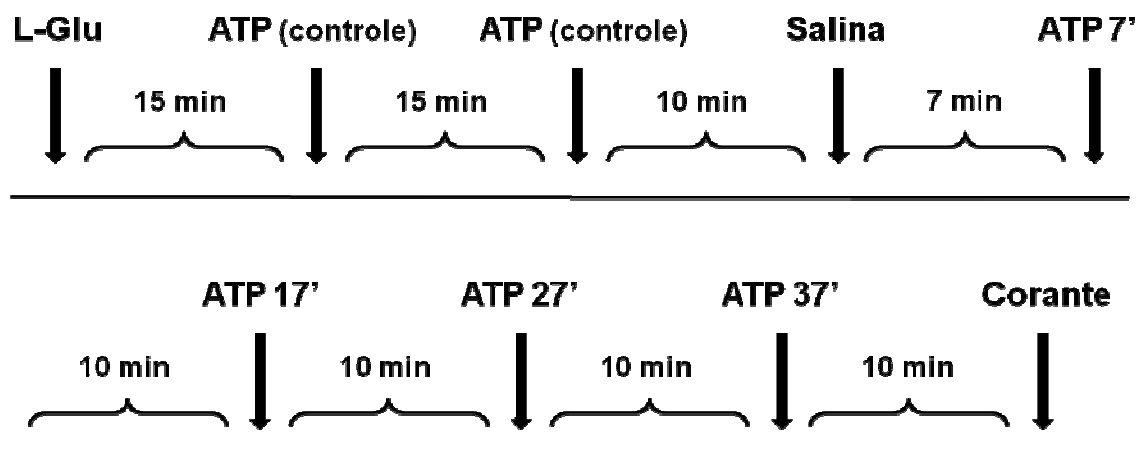 L-Glu ATP (controle) ATP (controle) Salina ATP 7’
15 min 15 min 10 min 7 min
ATP 17’ ATP 27’ ATP 37’ Corante
10 min 10 min 10 min 10 min